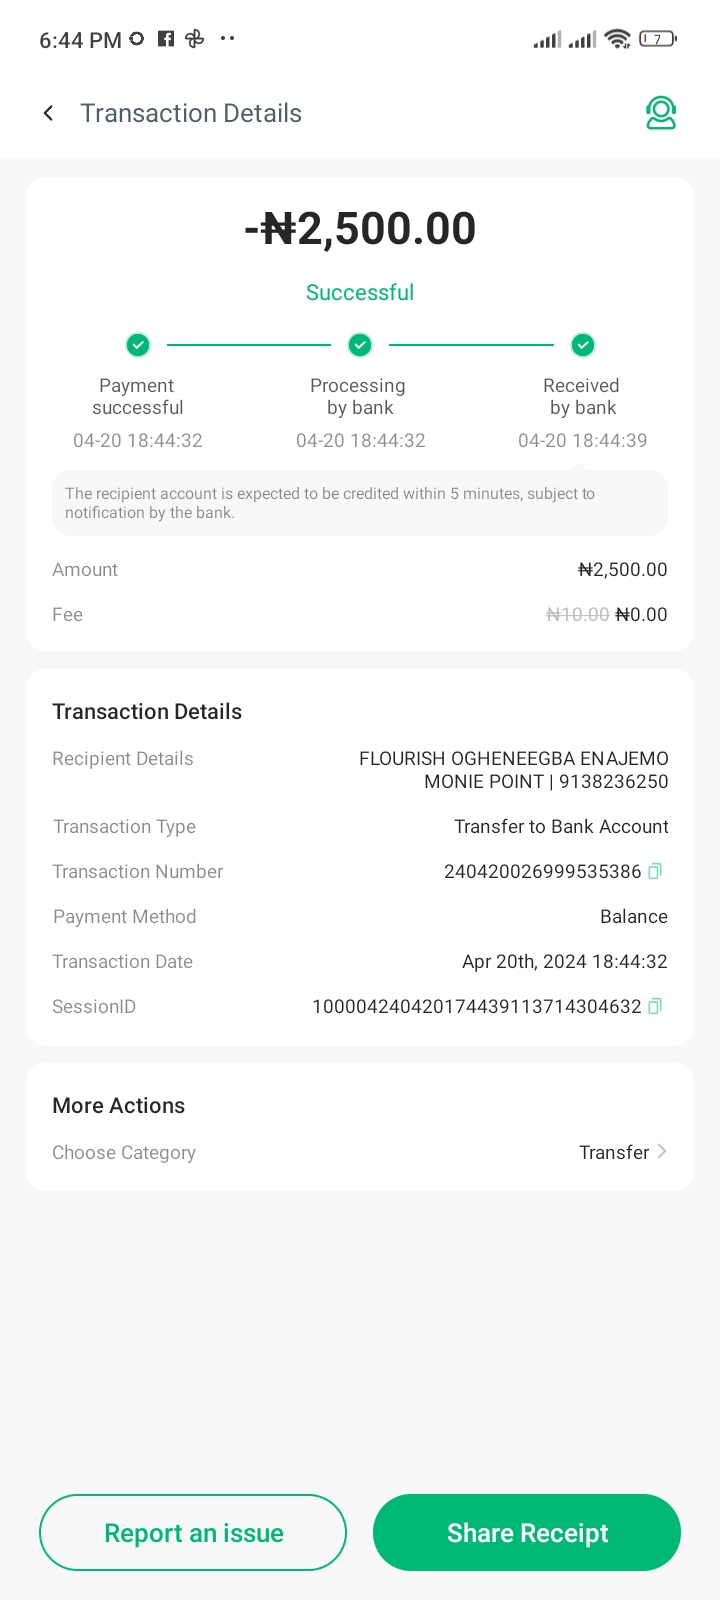 6:44 PM
7
Transaction Details
-₦2,500.00
Successful
Payment successful
Processing by bank
Received by bank
04-20 18:44:32
04-20 18:44:32
04-20 18:44:39
The recipient account is expected to be credited within 5 minutes, subject to
notification by the bank.
Amount ₦2,500.00
Fee ₦10.00 ₦0.00
Transaction Details
Recipient Details FLOURISH OGHENEEGBA ENAJEMO
MONIE POINT | 9138236250
Transaction Type Transfer to Bank Account
Transaction Number 240420026999535386
Payment Method Balance
Transaction Date Apr 20th, 2024 18:44:32
SessionID 100004240420174439113714304632
More Actions
Choose Category Transfer
Report an issue Share Receipt